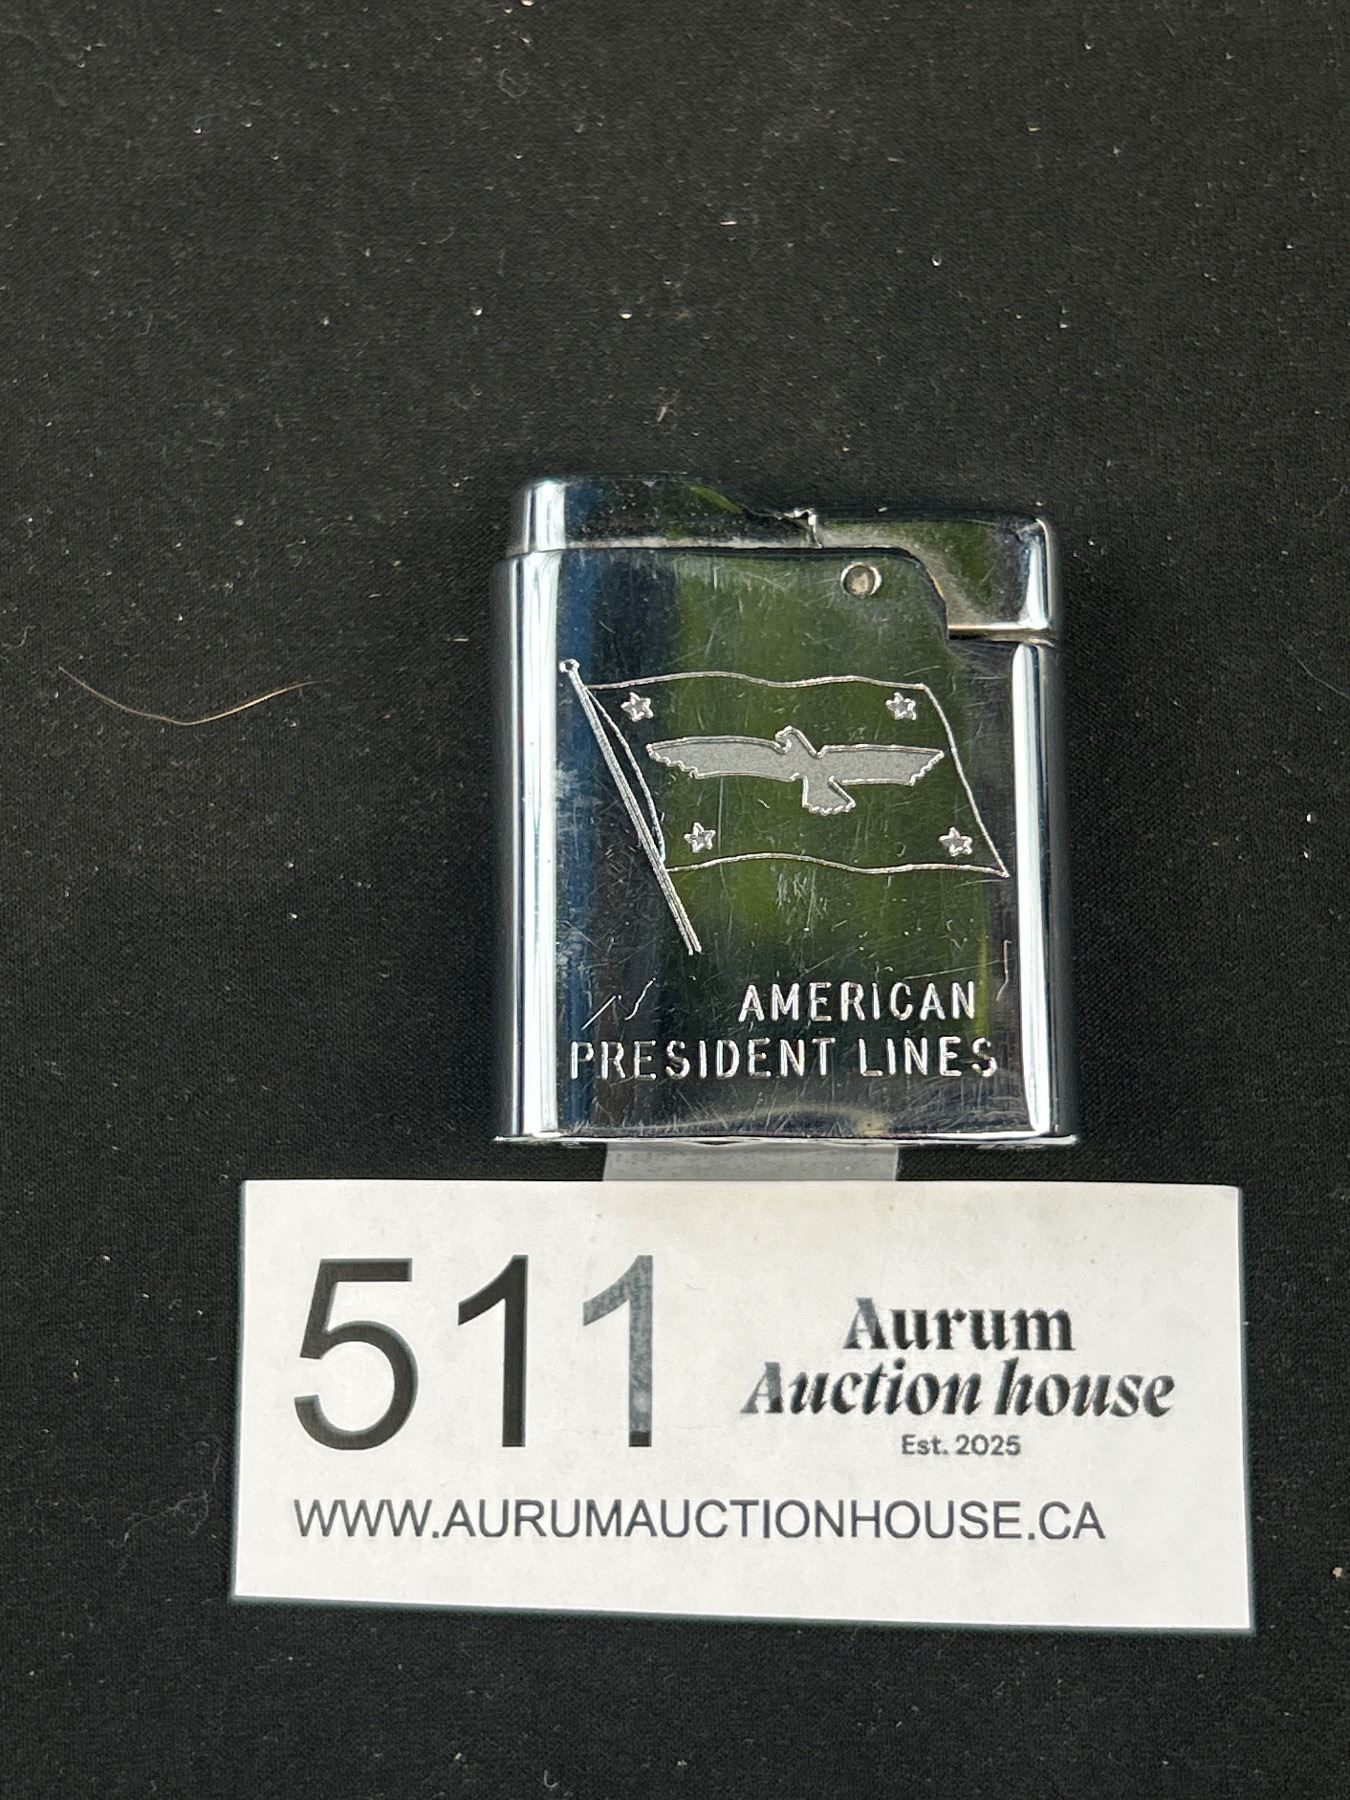 AMERICAN
PRESIDENT LINES
511
Aurum
Auction house
Est. 2025
WWW.AURUMAUCTIONHOUSE.CA